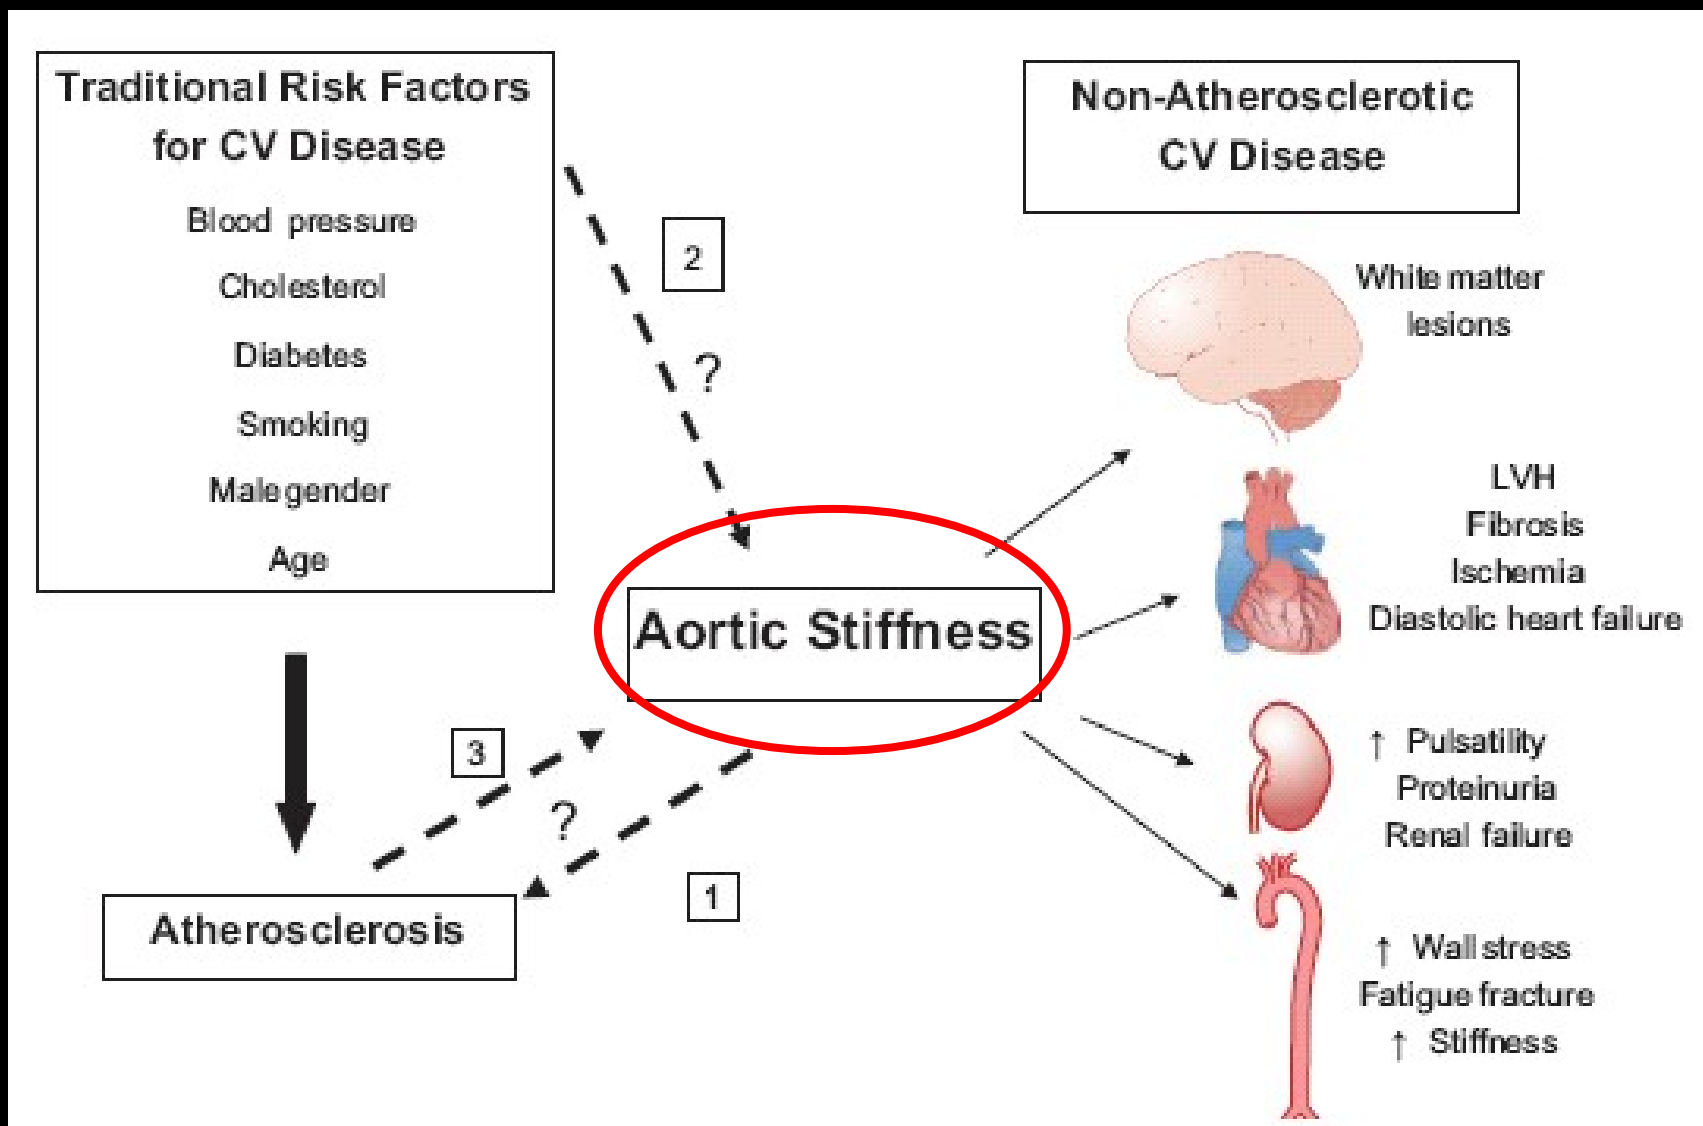 Traditional Risk Factors
for CV Disease
Blood pressure
Cholesterol
Diabetes
Smoking
Male gender
Age
2
?
Non-Atherosclerotic
CV Disease
White matter
lesions
LVH
Fibrosis
Ischemia
Diastolic heart failure
Aortic Stiffness
3
?
1
Atherosclerosis
↑ Pulsatility
Proteinuria
Renal failure
↑ Wall stress
Fatigue fracture
↑ Stiffness